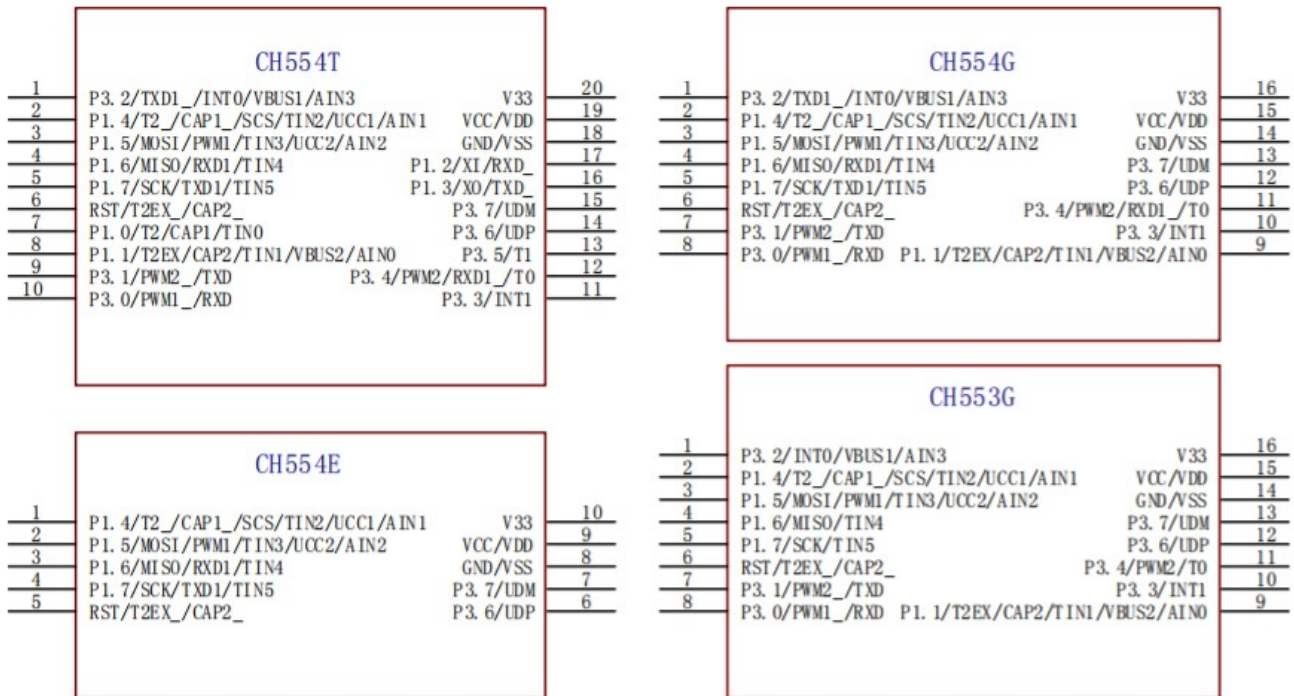 CH554T
1 P3.2/TXD1_/INT0/VBUS1/AIN3 V33 20
2 P1.4/T2_/CAP1_/SCS/TIN2/UCC1/AIN1 VCC/VDD 19
3 P1.5/MOSI/PWM1/TIN3/UCC2/AIN2 GND/VSS 18
4 P1.6/MISO/RXD1/TIN4 P1.2/XI/RXD_ 17
5 P1.7/SCK/TXD1/TIN5 P1.3/XO/TXD_ 16
6 RST/T2EX_/CAP2_ P3.7/UDM 15
7 P1.0/T2/CAP1/TIN0 P3.6/UDP 14
8 P1.1/T2EX/CAP2/TIN1/VBUS2/AIN0 P3.5/T1 13
9 P3.1/PWM2_/TXD P3.4/PWM2/RXD1_/T0 12
10 P3.0/PWM1_/RXD P3.3/INT1 11
CH554G
1 P3.2/TXD1_/INT0/VBUS1/AIN3 V33 16
2 P1.4/T2_/CAP1_/SCS/TIN2/UCC1/AIN1 VCC/VDD 15
3 P1.5/MOSI/PWM1/TIN3/UCC2/AIN2 GND/VSS 14
4 P1.6/MISO/RXD1/TIN4 P3.7/UDM 13
5 P1.7/SCK/TXD1/TIN5 P3.6/UDP 12
6 RST/T2EX_/CAP2_ P3.4/PWM2/RXD1_/T0 11
7 P3.1/PWM2_/TXD P3.3/INT1 10
8 P3.0/PWM1_/RXD P1.1/T2EX/CAP2/TIN1/VBUS2/AIN0 9
CH554E
1 P1.4/T2_/CAP1_/SCS/TIN2/UCC1/AIN1 V33 10
2 P1.5/MOSI/PWM1/TIN3/UCC2/AIN2 VCC/VDD 9
3 P1.6/MISO/RXD1/TIN4 GND/VSS 8
4 P1.7/SCK/TXD1/TIN5 P3.7/UDM 7
5 RST/T2EX_/CAP2_ P3.6/UDP 6
CH553G
1 P3.2/INT0/VBUS1/AIN3 V33 16
2 P1.4/T2_/CAP1_/SCS/TIN2/UCC1/AIN1 VCC/VDD 15
3 P1.5/MOSI/PWM1/TIN3/UCC2/AIN2 GND/VSS 14
4 P1.6/MISO/TIN4 P3.7/UDM 13
5 P1.7/SCK/TIN5 P3.6/UDP 12
6 RST/T2EX_/CAP2_ P3.4/PWM2/T0 11
7 P3.1/PWM2_/TXD P3.3/INT1 10
8 P3.0/PWM1_/RXD P1.1/T2EX/CAP2/TIN1/VBUS2/AIN0 9